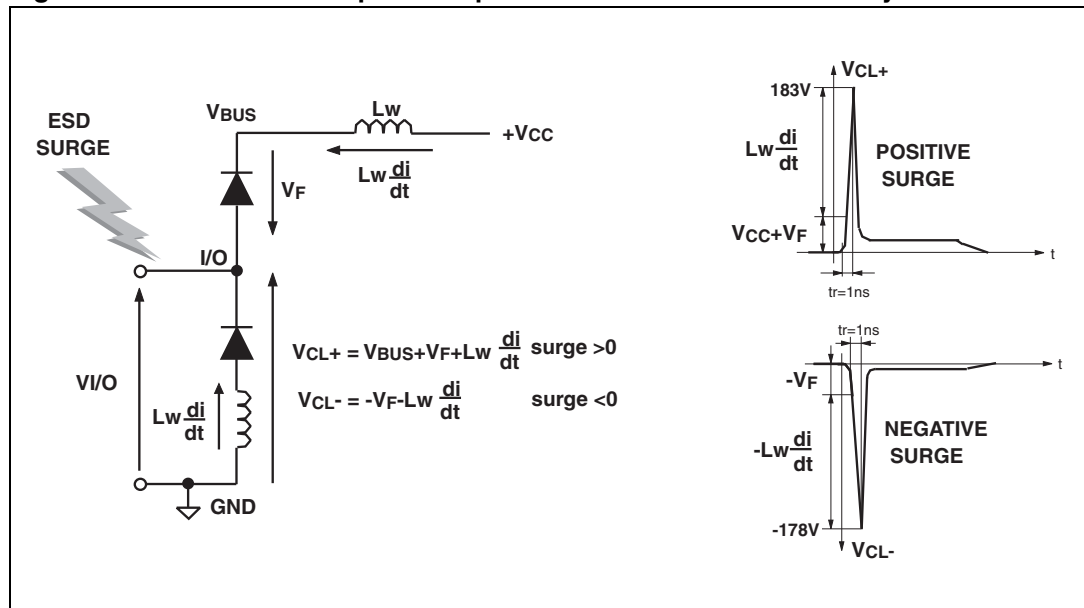 ESD
SURGE
VBUS
Lw
+VCC
Lw di/dt
VF
I/O
VI/O
Lw di/dt
GND
VCL+ = VBUS+VF+Lw di/dt surge >0
VCL- = -VF-Lw di/dt surge <0
VCL+
183V
Lw di/dt
POSITIVE
SURGE
VCC+VF
t
tr=1ns
tr=1ns
t
-VF
-Lw di/dt
NEGATIVE
SURGE
-178V
VCL-